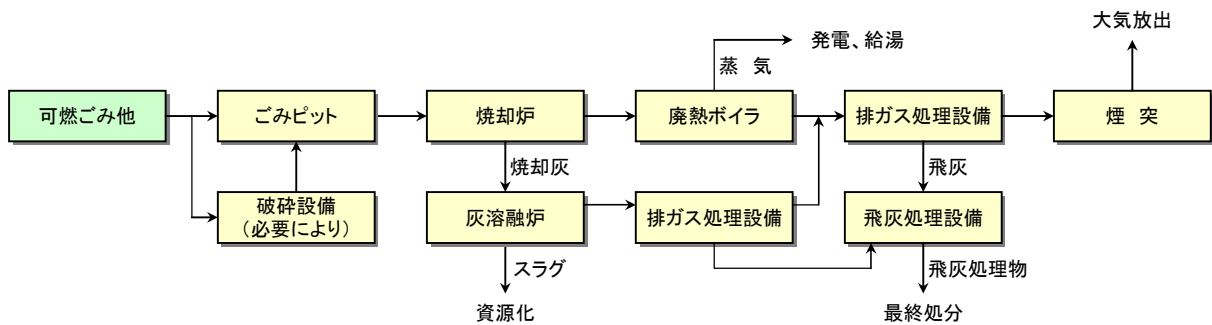 大気放出
発電、給湯
蒸 気
可燃ごみ他
ごみピット
焼却炉
廃熱ボイラ
排ガス処理設備
煙 突
焼却灰
飛灰
破砕設備
(必要により)
灰溶融炉
排ガス処理設備
飛灰処理設備
スラグ
飛灰処理物
資源化
最終処分